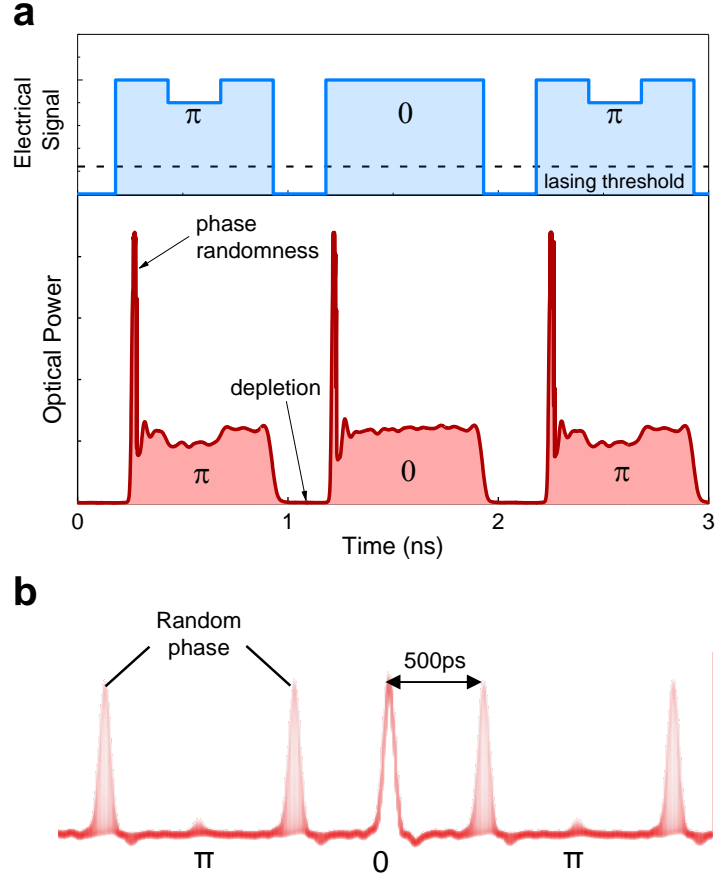 a
Electrical
Signal
π
0
π
lasing threshold
Optical Power
phase
randomness
depletion
π
0
π
0
1
2
3
Time (ns)
b
Random
phase
500ps
π
0
π